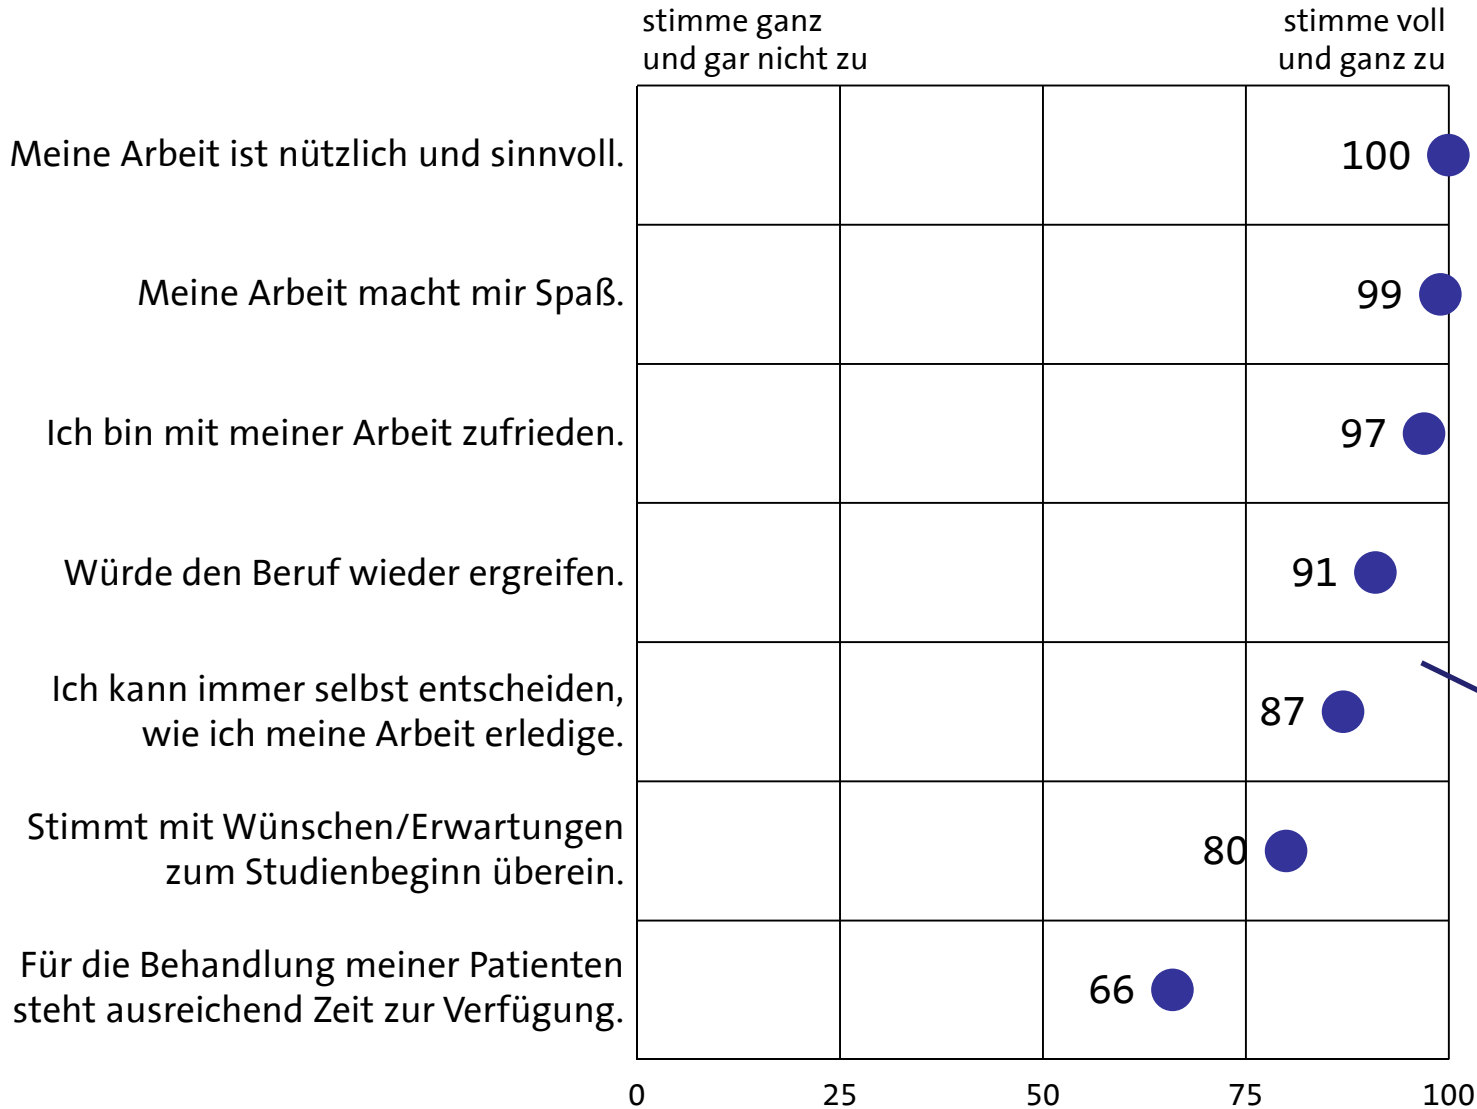 stimme ganz
und gar nicht zu
stimme voll
und ganz zu
Meine Arbeit ist nützlich und sinnvoll.
100
Meine Arbeit macht mir Spaß.
99
Ich bin mit meiner Arbeit zufrieden.
97
Würde den Beruf wieder ergreifen.
91
Ich kann immer selbst entscheiden,
wie ich meine Arbeit erledige.
87
Stimmt mit Wünschen/Erwartungen
zum Studienbeginn überein.
80
Für die Behandlung meiner Patienten
steht ausreichend Zeit zur Verfügung.
66
0 25 50 75 100